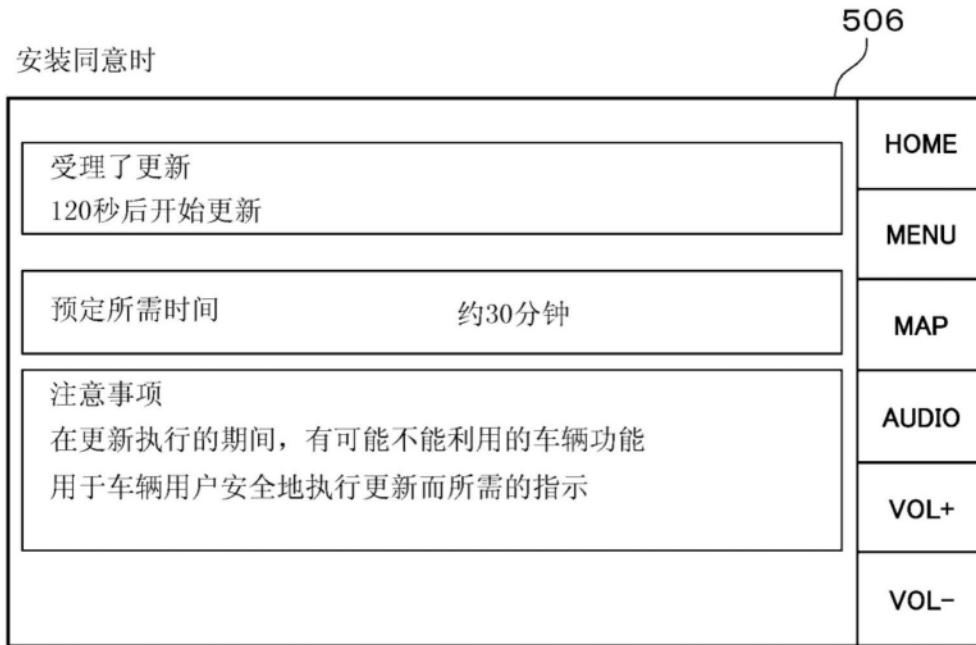 506
安装同意时
受理了更新
120秒后开始更新
预定所需时间 约30分钟
注意事项
在更新执行的期间，有可能不能利用的车辆功能
用于车辆用户安全地执行更新而所需的指示
HOME
MENU
MAP
AUDIO
VOL+
VOL-